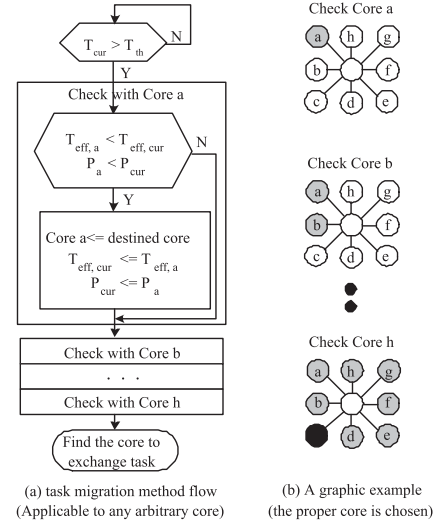 N
T_cur > T_th
Y
Check with Core a
T_eff, a < T_eff, cur
P_a < P_cur
N
Y
Core a<= destined core
T_eff, cur <= T_eff, a
P_cur <= P_a
Check with Core b
. . .
Check with Core h
Find the core to
exchange task
(a) task migration method flow
(Applicable to any arbitrary core)
Check Core a
a h g
b f
c d e
Check Core b
a h g
b f
c d e
Check Core h
a h g
b f
d e
(b) A graphic example
(the proper core is chosen)